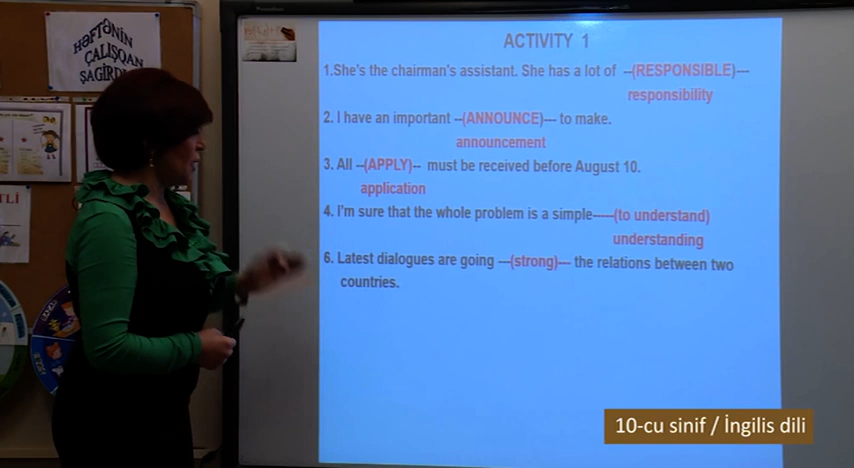 HƏFTƏNİN
ÇALIŞQAN
ŞAGİRDİ
ACTIVITY 1
1.She's the chairman's assistant. She has a lot of --(RESPONSIBLE)---
responsibility
2. I have an important --(ANNOUNCE)--- to make.
announcement
3. All --(APPLY)-- must be received before August 10.
application
4. I'm sure that the whole problem is a simple-----(to understand)
understanding
6. Latest dialogues are going ---(strong)--- the relations between two
countries.
10-cu sinif / İngilis dili